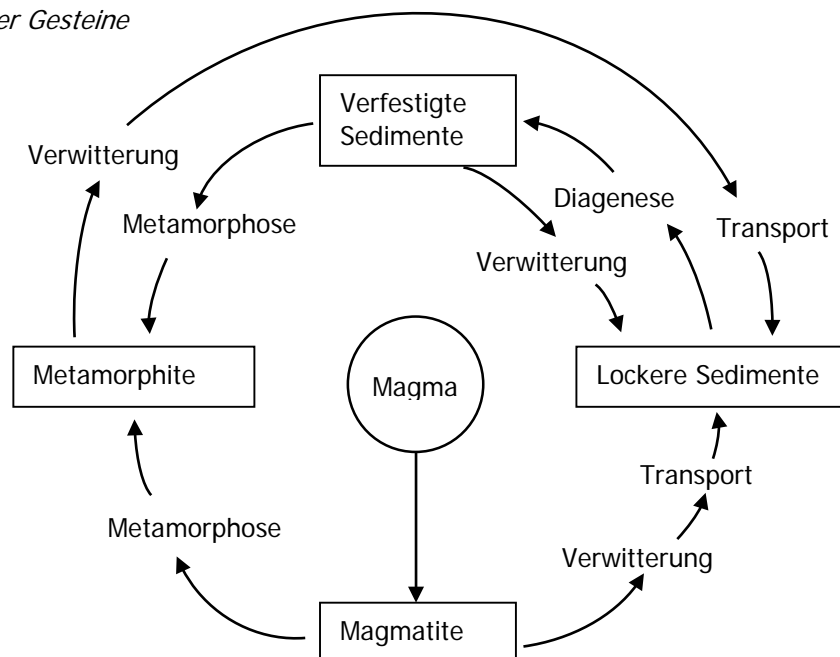 er Gesteine
Verfestigte
Sedimente
Verwitterung
Diagenese
Metamorphose
Transport
Verwitterung
Metamorphite
Magma
Lockere Sedimente
Transport
Metamorphose
Verwitterung
Magmatite